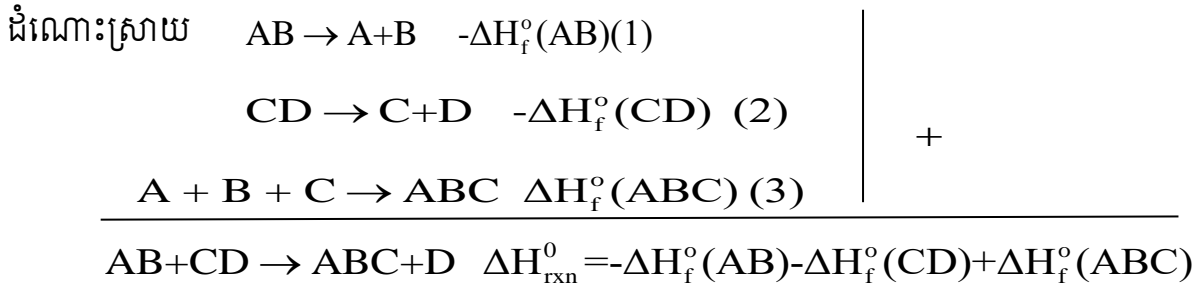 ដំណោះស្រាយ AB → A+B -ΔH°f(AB)(1)
CD → C+D -ΔH°f(CD) (2)
+
A + B + C → ABC ΔH°f(ABC) (3)
AB+CD → ABC+D ΔH⁰rxn=-ΔH°f(AB)-ΔH°f(CD)+ΔH°f(ABC)